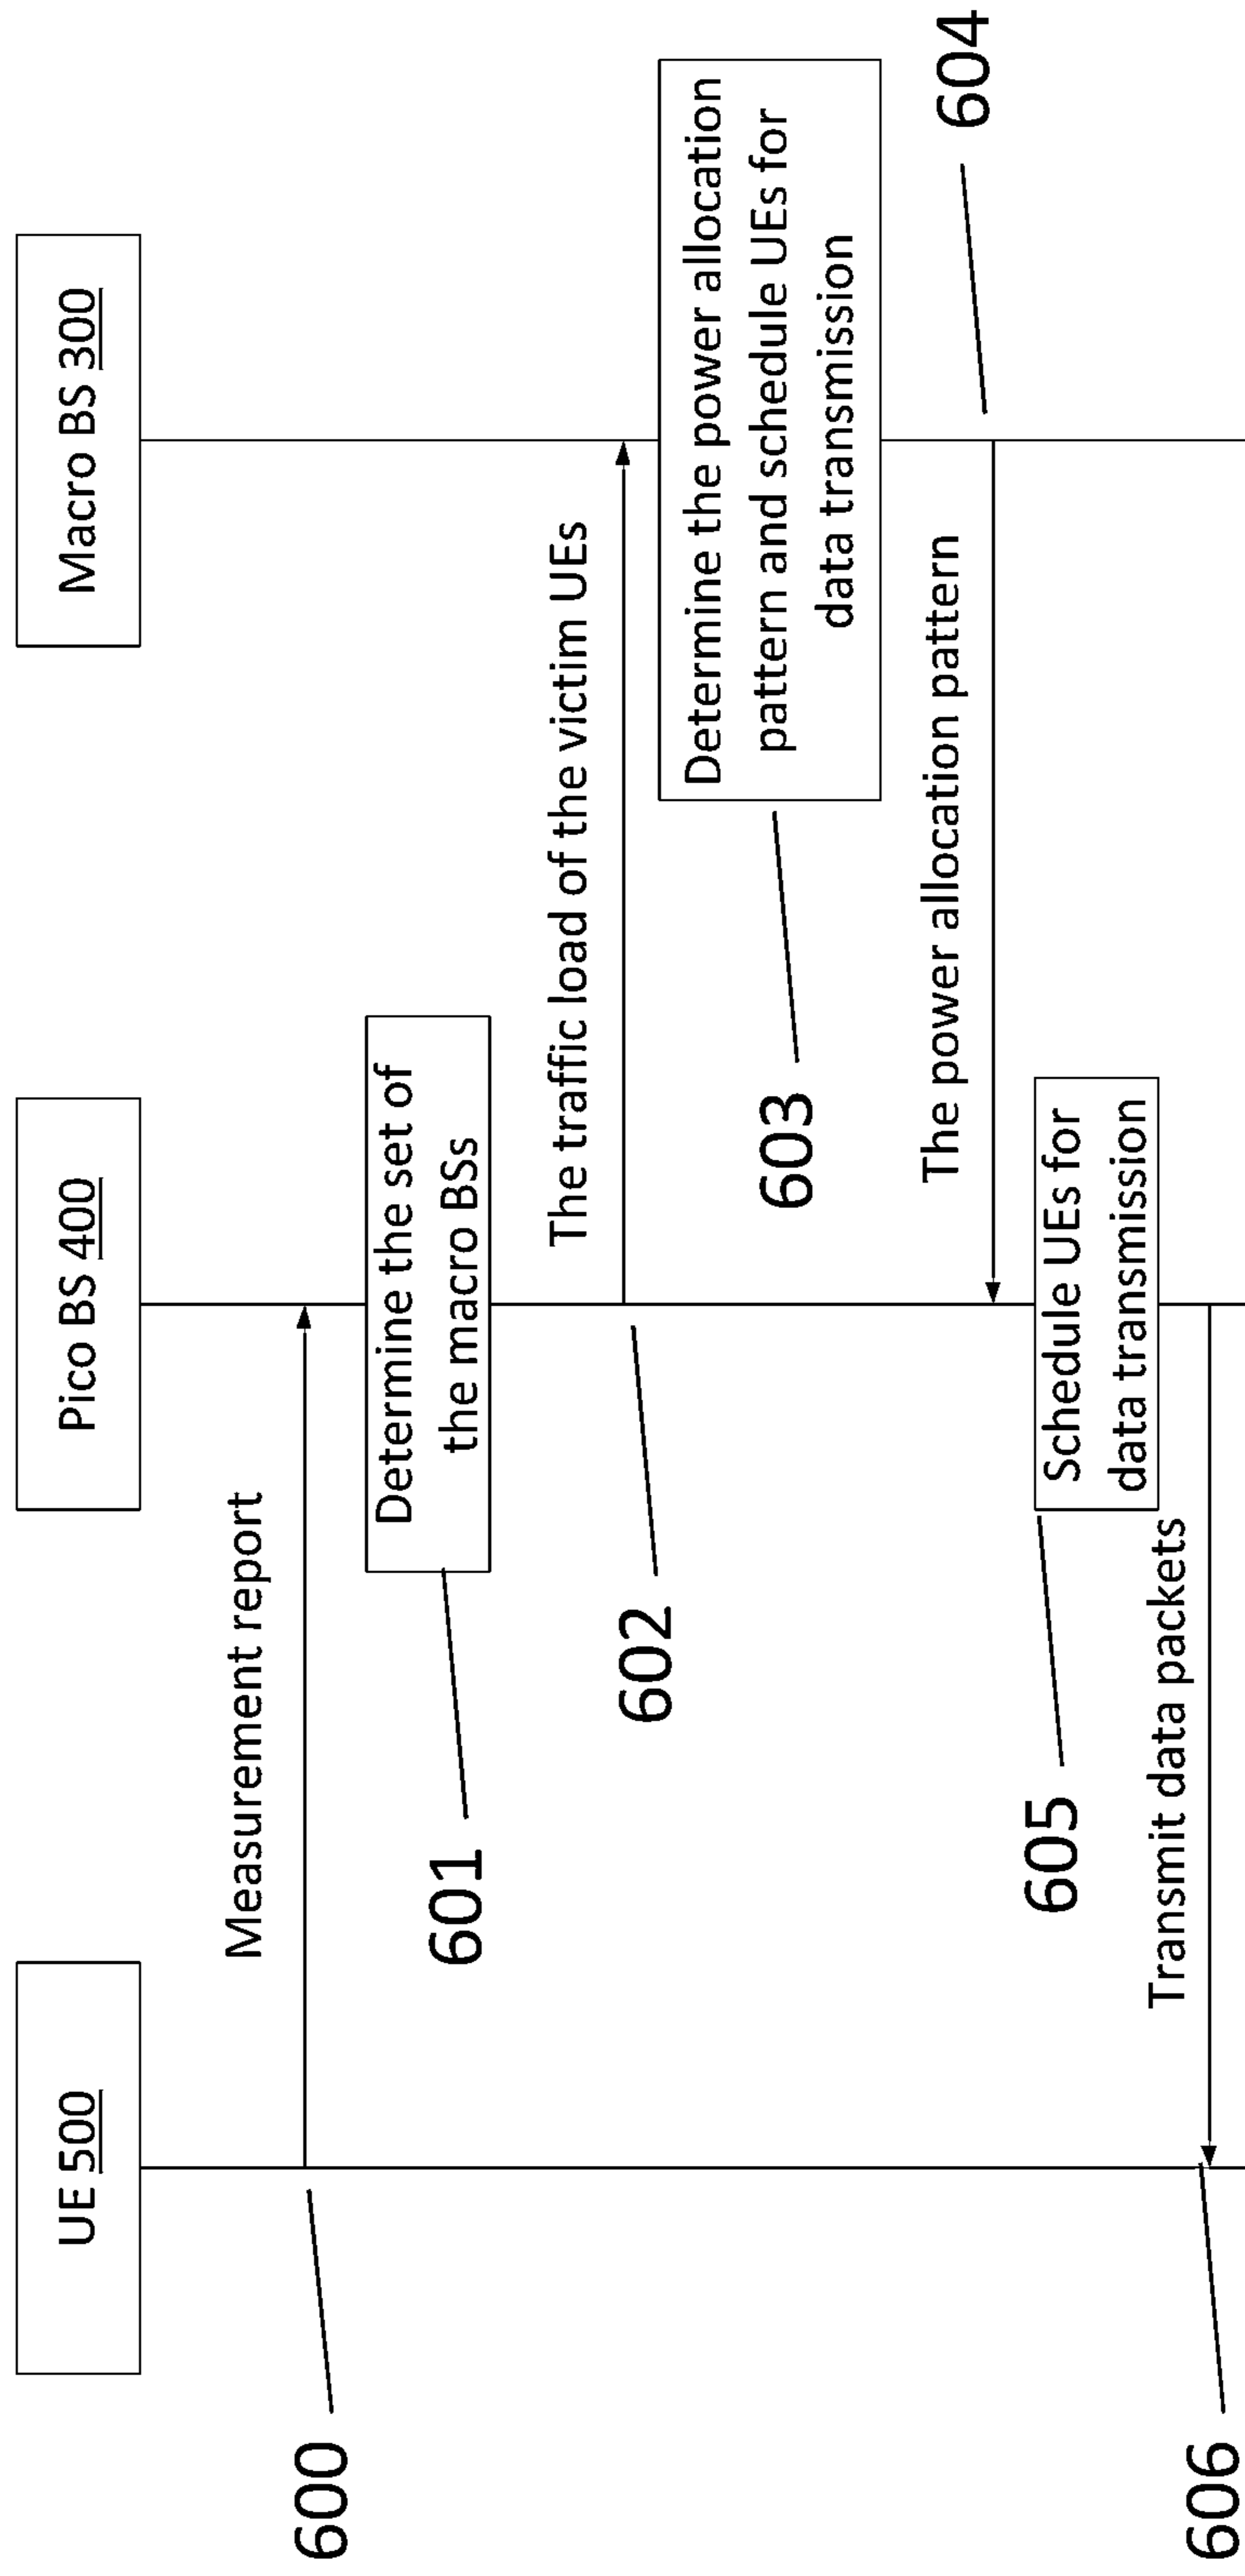 UE 500
Pico BS 400
Macro BS 300
Measurement report
600
Determine the set of
the macro BSs
601
The traffic load of the victim UEs
602
Determine the power allocation
pattern and schedule UEs for
data transmission
603
The power allocation pattern
604
Schedule UEs for
data transmission
605
Transmit data packets
606